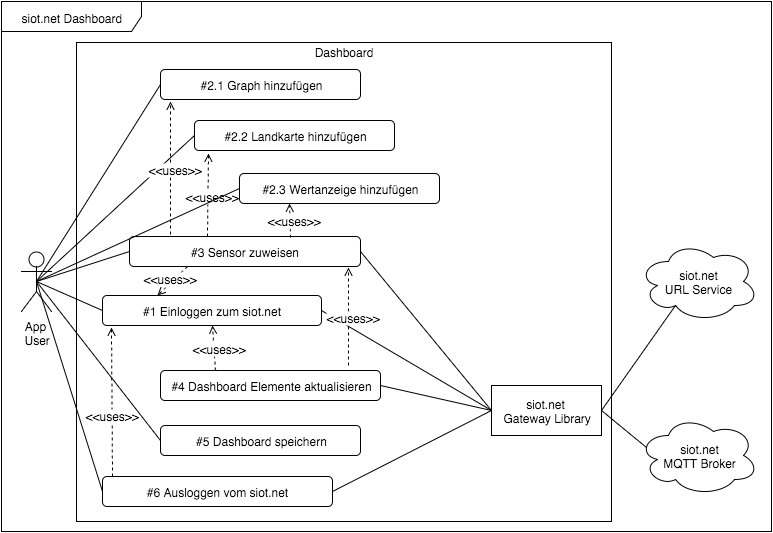 siot.net Dashboard
Dashboard
#2.1 Graph hinzufügen
#2.2 Landkarte hinzufügen
<<uses>>
#2.3 Wertanzeige hinzufügen
<<uses>>
<<uses>>
#3 Sensor zuweisen
<<uses>>
siot.net
URL Service
#1 Einloggen zum siot.net
<<uses>>
App
User
<<uses>>
#4 Dashboard Elemente aktualisieren
siot.net
Gateway Library
<<uses>>
#5 Dashboard speichern
siot.net
MQTT Broker
#6 Ausloggen vom siot.net